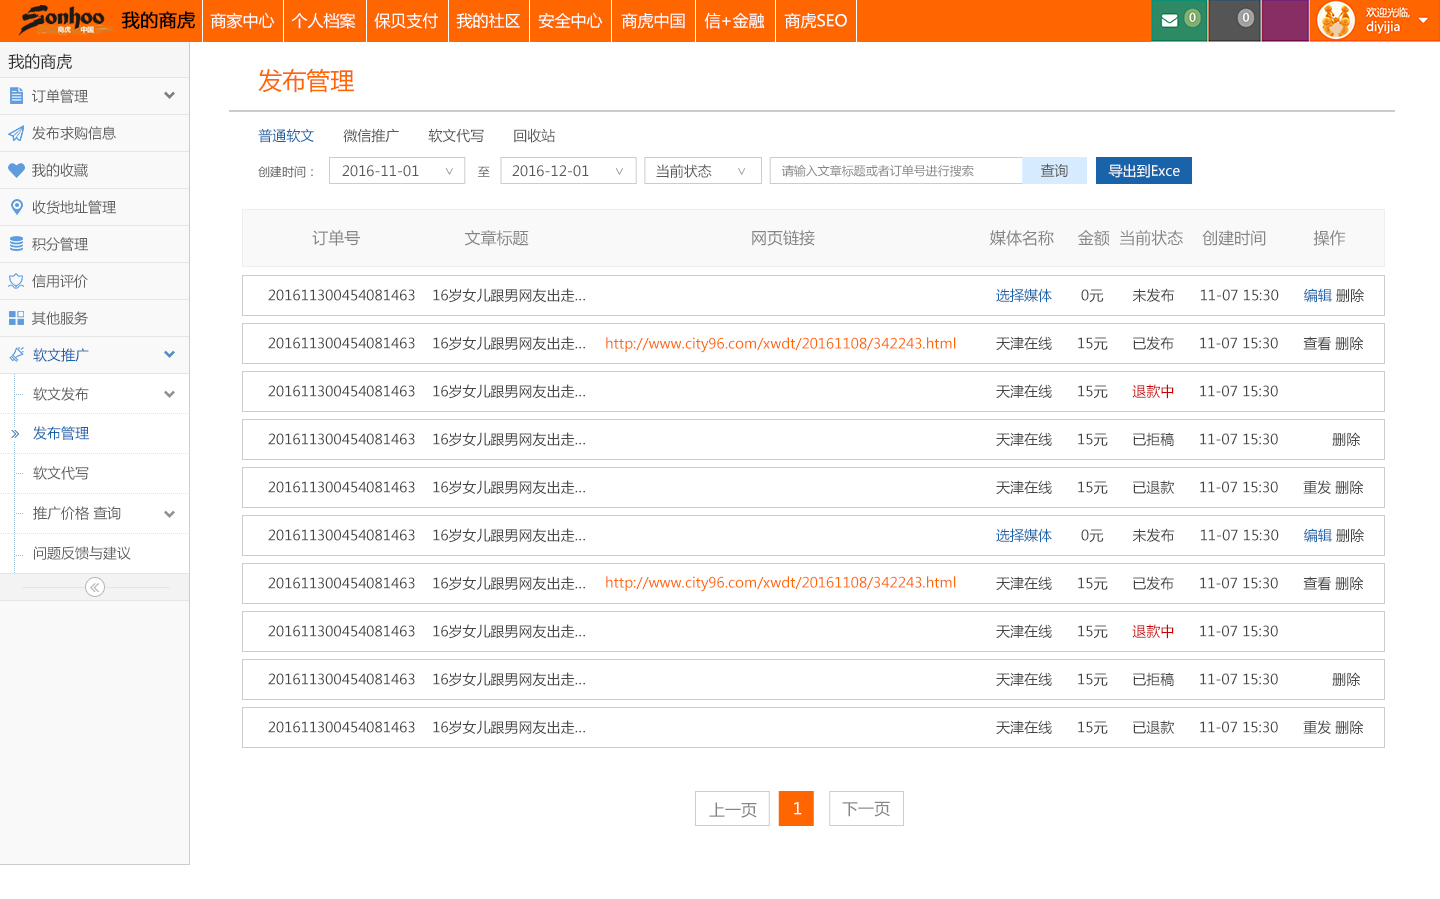 Sonhoo 商虎 中国 我的商虎 商家中心 个人档案 保贝支付 我的社区 安全中心 商虎中国 信+金融 商虎SEO 0 0 欢迎光临, diyijia
我的商虎
订单管理
发布求购信息
我的收藏
收货地址管理
积分管理
信用评价
其他服务
软文推广
软文发布
发布管理
软文代写
推广价格 查询
问题反馈与建议
发布管理
普通软文 微信推广 软文代写 回收站
创建时间： 2016-11-01 至 2016-12-01 当前状态 请输入文章标题或者订单号进行搜索 查询 导出到Exce
订单号 文章标题 网页链接 媒体名称 金额 当前状态 创建时间 操作
201611300454081463 16岁女儿跟男网友出走... 选择媒体 0元 未发布 11-07 15:30 编辑 删除
201611300454081463 16岁女儿跟男网友出走... http://www.city96.com/xwdt/20161108/342243.html 天津在线 15元 已发布 11-07 15:30 查看 删除
201611300454081463 16岁女儿跟男网友出走... 天津在线 15元 退款中 11-07 15:30
201611300454081463 16岁女儿跟男网友出走... 天津在线 15元 已拒稿 11-07 15:30 删除
201611300454081463 16岁女儿跟男网友出走... 天津在线 15元 已退款 11-07 15:30 重发 删除
201611300454081463 16岁女儿跟男网友出走... 选择媒体 0元 未发布 11-07 15:30 编辑 删除
201611300454081463 16岁女儿跟男网友出走... http://www.city96.com/xwdt/20161108/342243.html 天津在线 15元 已发布 11-07 15:30 查看 删除
201611300454081463 16岁女儿跟男网友出走... 天津在线 15元 退款中 11-07 15:30
201611300454081463 16岁女儿跟男网友出走... 天津在线 15元 已拒稿 11-07 15:30 删除
201611300454081463 16岁女儿跟男网友出走... 天津在线 15元 已退款 11-07 15:30 重发 删除
上一页 1 下一页